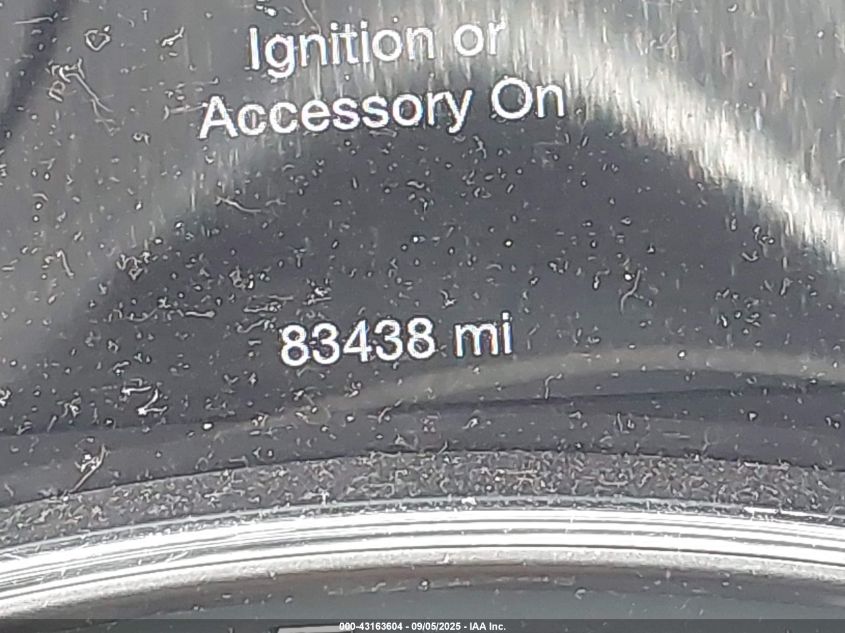 Ignition or
Accessory On
83438 mi
000-43163604 - 09/05/2025 - IAA Inc.